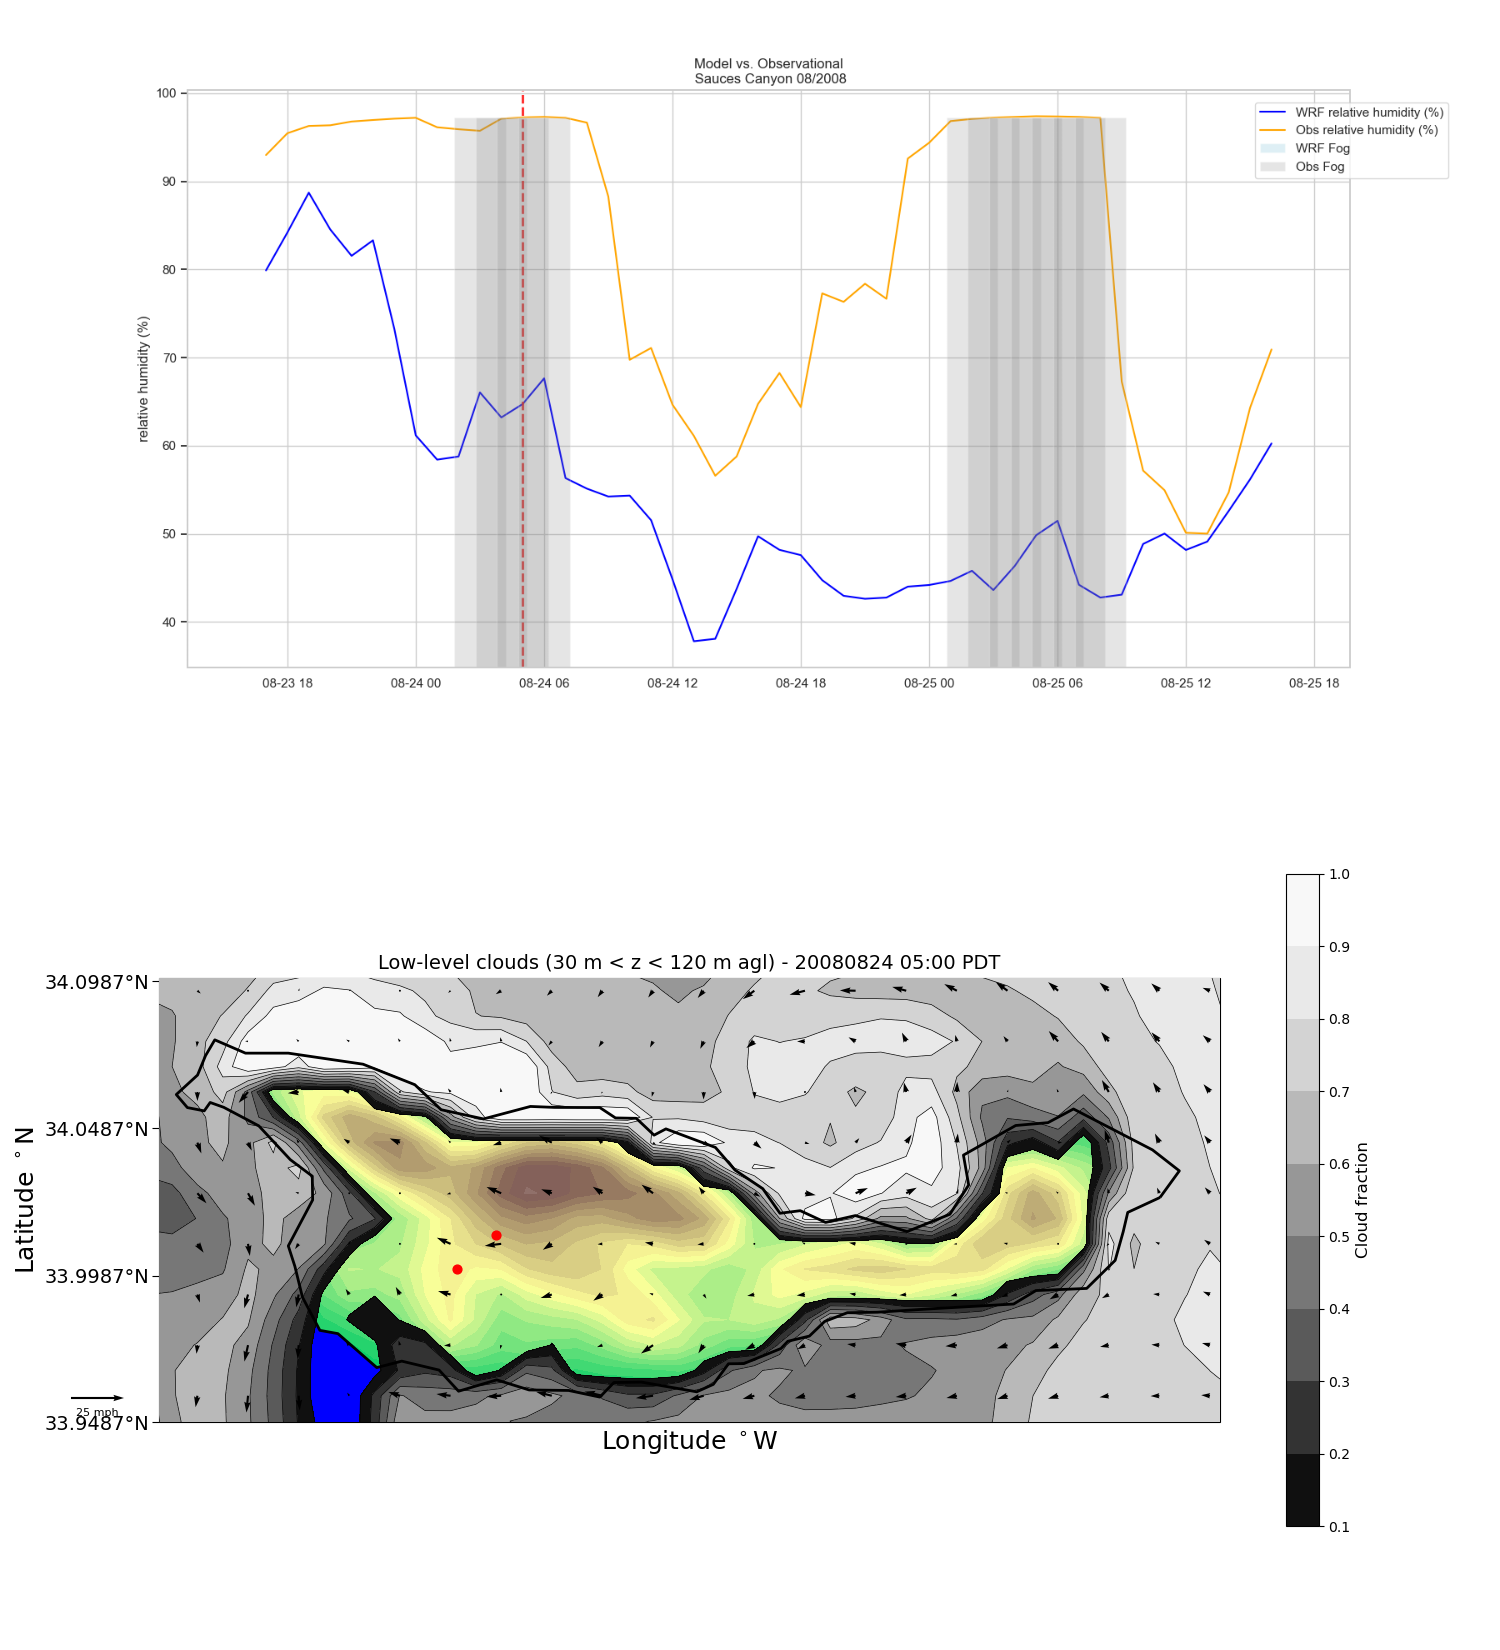 Model vs. Observational
Sauces Canyon 08/2008
100
90
80
70
60
50
40
relative humidity (%)
WRF relative humidity (%)
Obs relative humidity (%)
WRF Fog
Obs Fog
08-23 18
08-24 00
08-24 06
08-24 12
08-24 18
08-25 00
08-25 06
08-25 12
08-25 18
Low-level clouds (30 m < z < 120 m agl) - 20080824 05:00 PDT
34.0987°N
34.0487°N
33.9987°N
33.9487°N
Latitude °N
25 mph
Longitude °W
1.0
0.9
0.8
0.7
0.6
0.5
0.4
0.3
0.2
0.1
Cloud fraction